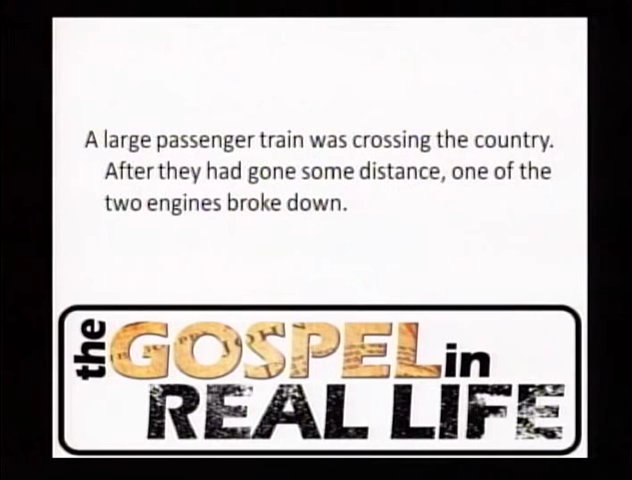 A large passenger train was crossing the country.
After they had gone some distance, one of the
two engines broke down.
the GOSPEL in
REAL LIFE